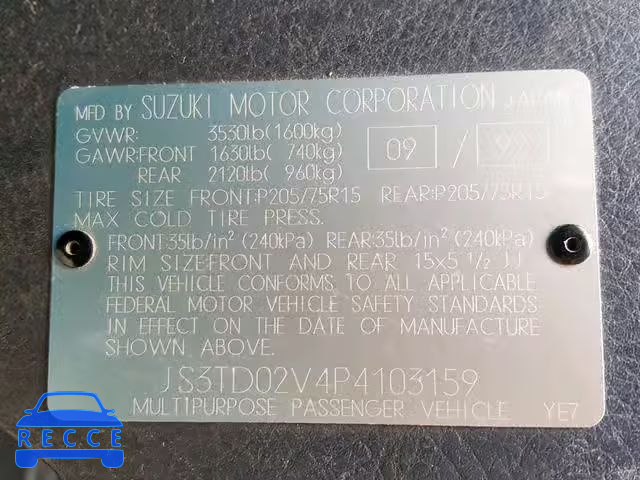 MFD BY SUZUKI MOTOR CORPORATION JAPAN
GVWR: 3530lb(1600kg)
GAWR:FRONT 1630lb( 740kg)
REAR 2120lb( 960kg)
09 /
TIRE SIZE FRONT:P205/75R15 REAR:P205/75R15
MAX COLD TIRE PRESS.
FRONT:35lb/in² (240kPa) REAR:35lb/in² (240kPa)
RIM SIZE:FRONT AND REAR 15x5 1/2 JJ
THIS VEHICLE CONFORMS TO ALL APPLICABLE
FEDERAL MOTOR VEHICLE SAFETY STANDARDS
IN EFFECT ON THE DATE OF MANUFACTURE
SHOWN ABOVE.
JS3TD02V4P4103159
MULTIPURPOSE PASSENGER VEHICLE YE7
RECCE